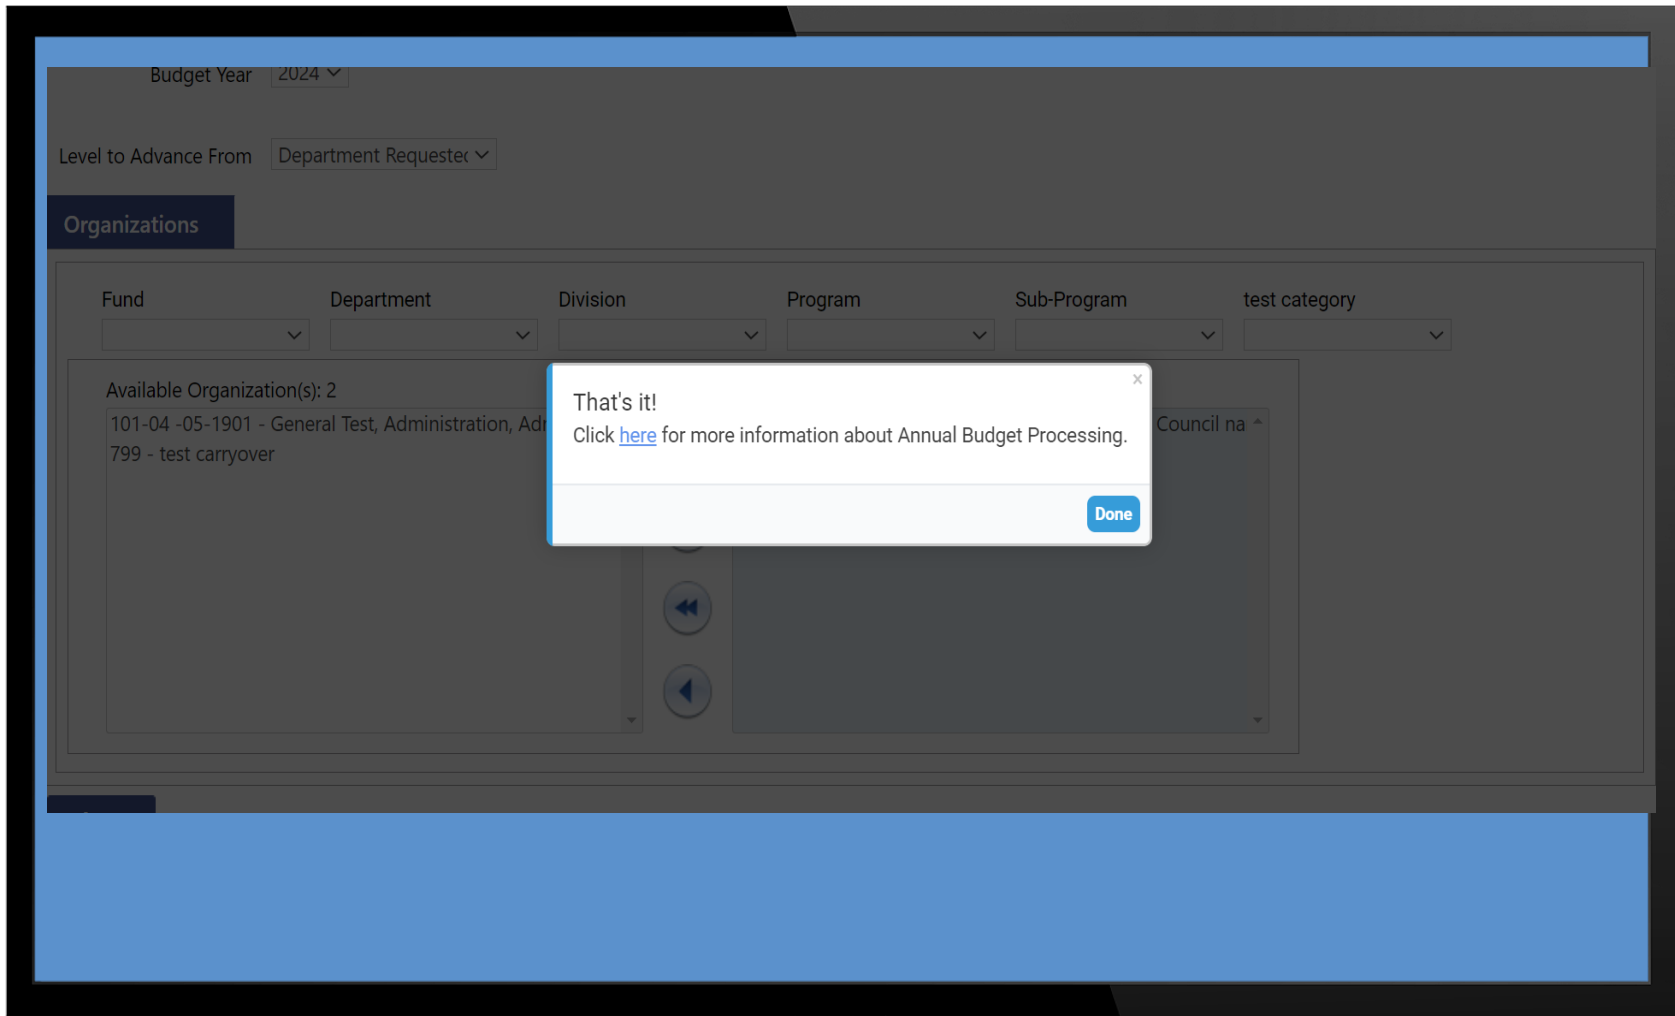 Budget Year 2024
Level to Advance From Department Requested
Organizations
Fund Department Division Program Sub-Program test category
Available Organization(s): 2
101-04 -05-1901 - General Test, Administration, Adr
799 - test carryover
Council na
×
That's it!
Click here for more information about Annual Budget Processing.
Done